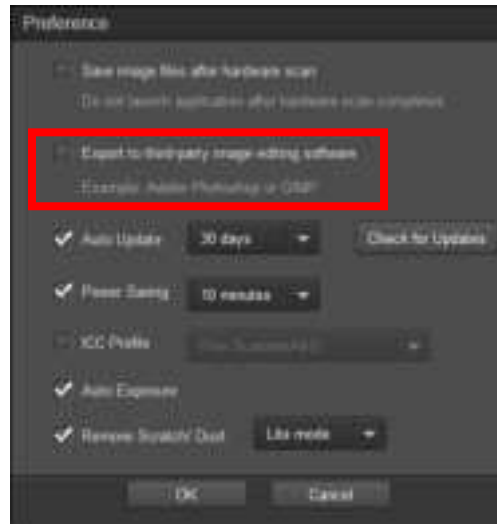 Preference
Save image files after hardware scan
Do not launch application after hardware scan completes
Export to third-party image editing software
Example: Adobe Photoshop or GIMP
Auto Update 30 days Check for Updates
Power Saving 10 minutes
ICC Profile
Auto Exposure
Remove Scratch/ Dust Lite mode
OK Cancel